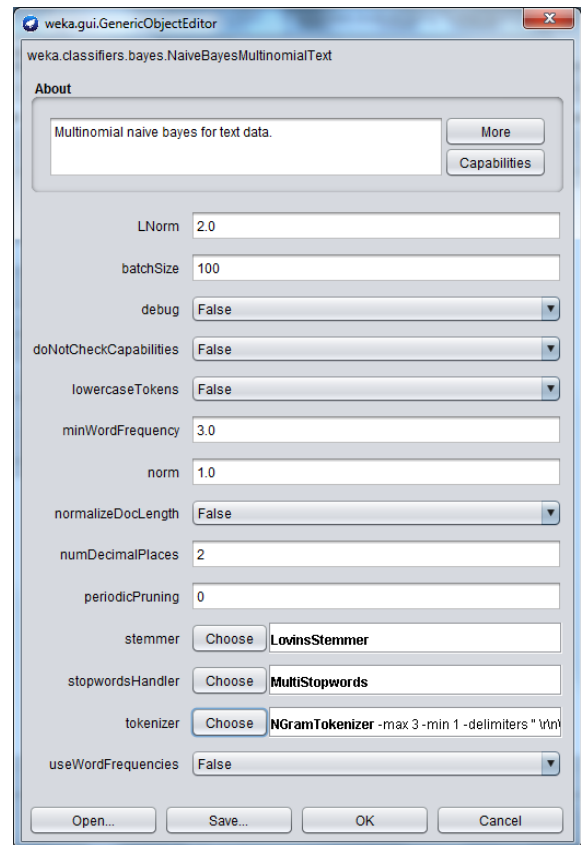 weka.gui.GenericObjectEditor
weka.classifiers.bayes.NaiveBayesMultinomialText
About
Multinomial naive bayes for text data.
More
Capabilities
LNorm 2.0
batchSize 100
debug False
doNotCheckCapabilities False
lowercaseTokens False
minWordFrequency 3.0
norm 1.0
normalizeDocLength False
numDecimalPlaces 2
periodicPruning 0
stemmer Choose LovinsStemmer
stopwordsHandler Choose MultiStopwords
tokenizer Choose NGramTokenizer -max 3 -min 1 -delimiters " \r\n\
useWordFrequencies False
Open... Save... OK Cancel